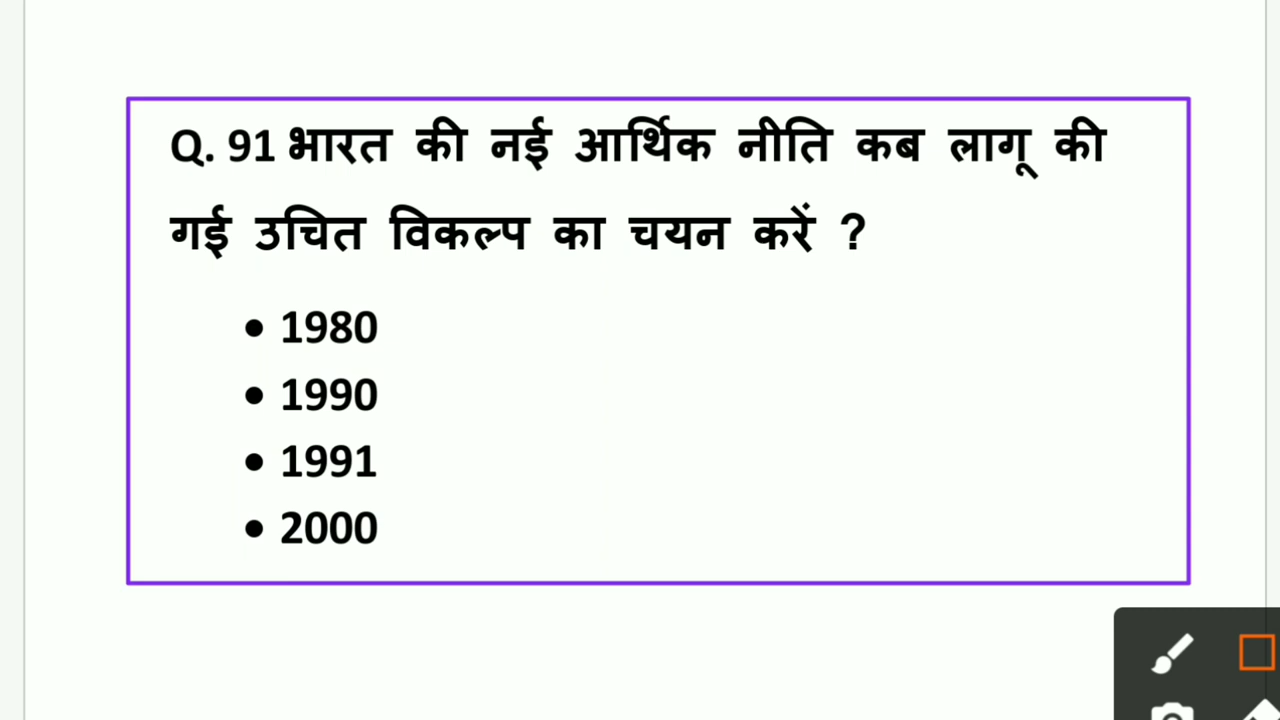 Q. 91 भारत की नई आर्थिक नीति कब लागू की
गई उचित विकल्प का चयन करें ?
• 1980
• 1990
• 1991
• 2000